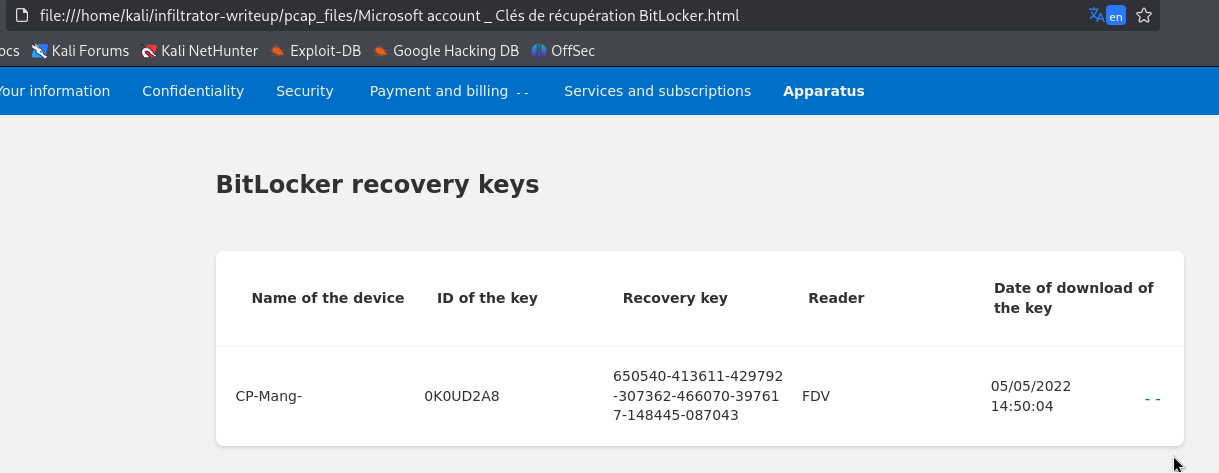 file:///home/kali/infiltrator-writeup/pcap_files/Microsoft account _ Clés de récupération BitLocker.html
en
ocs Kali Forums Kali NetHunter Exploit-DB Google Hacking DB OffSec
Your information Confidentiality Security Payment and billing -- Services and subscriptions Apparatus
BitLocker recovery keys
Name of the device ID of the key Recovery key Reader Date of download of
the key
CP-Mang- 0K0UD2A8 650540-413611-429792 FDV 05/05/2022 --
-307362-466070-39761 14:50:04
7-148445-087043